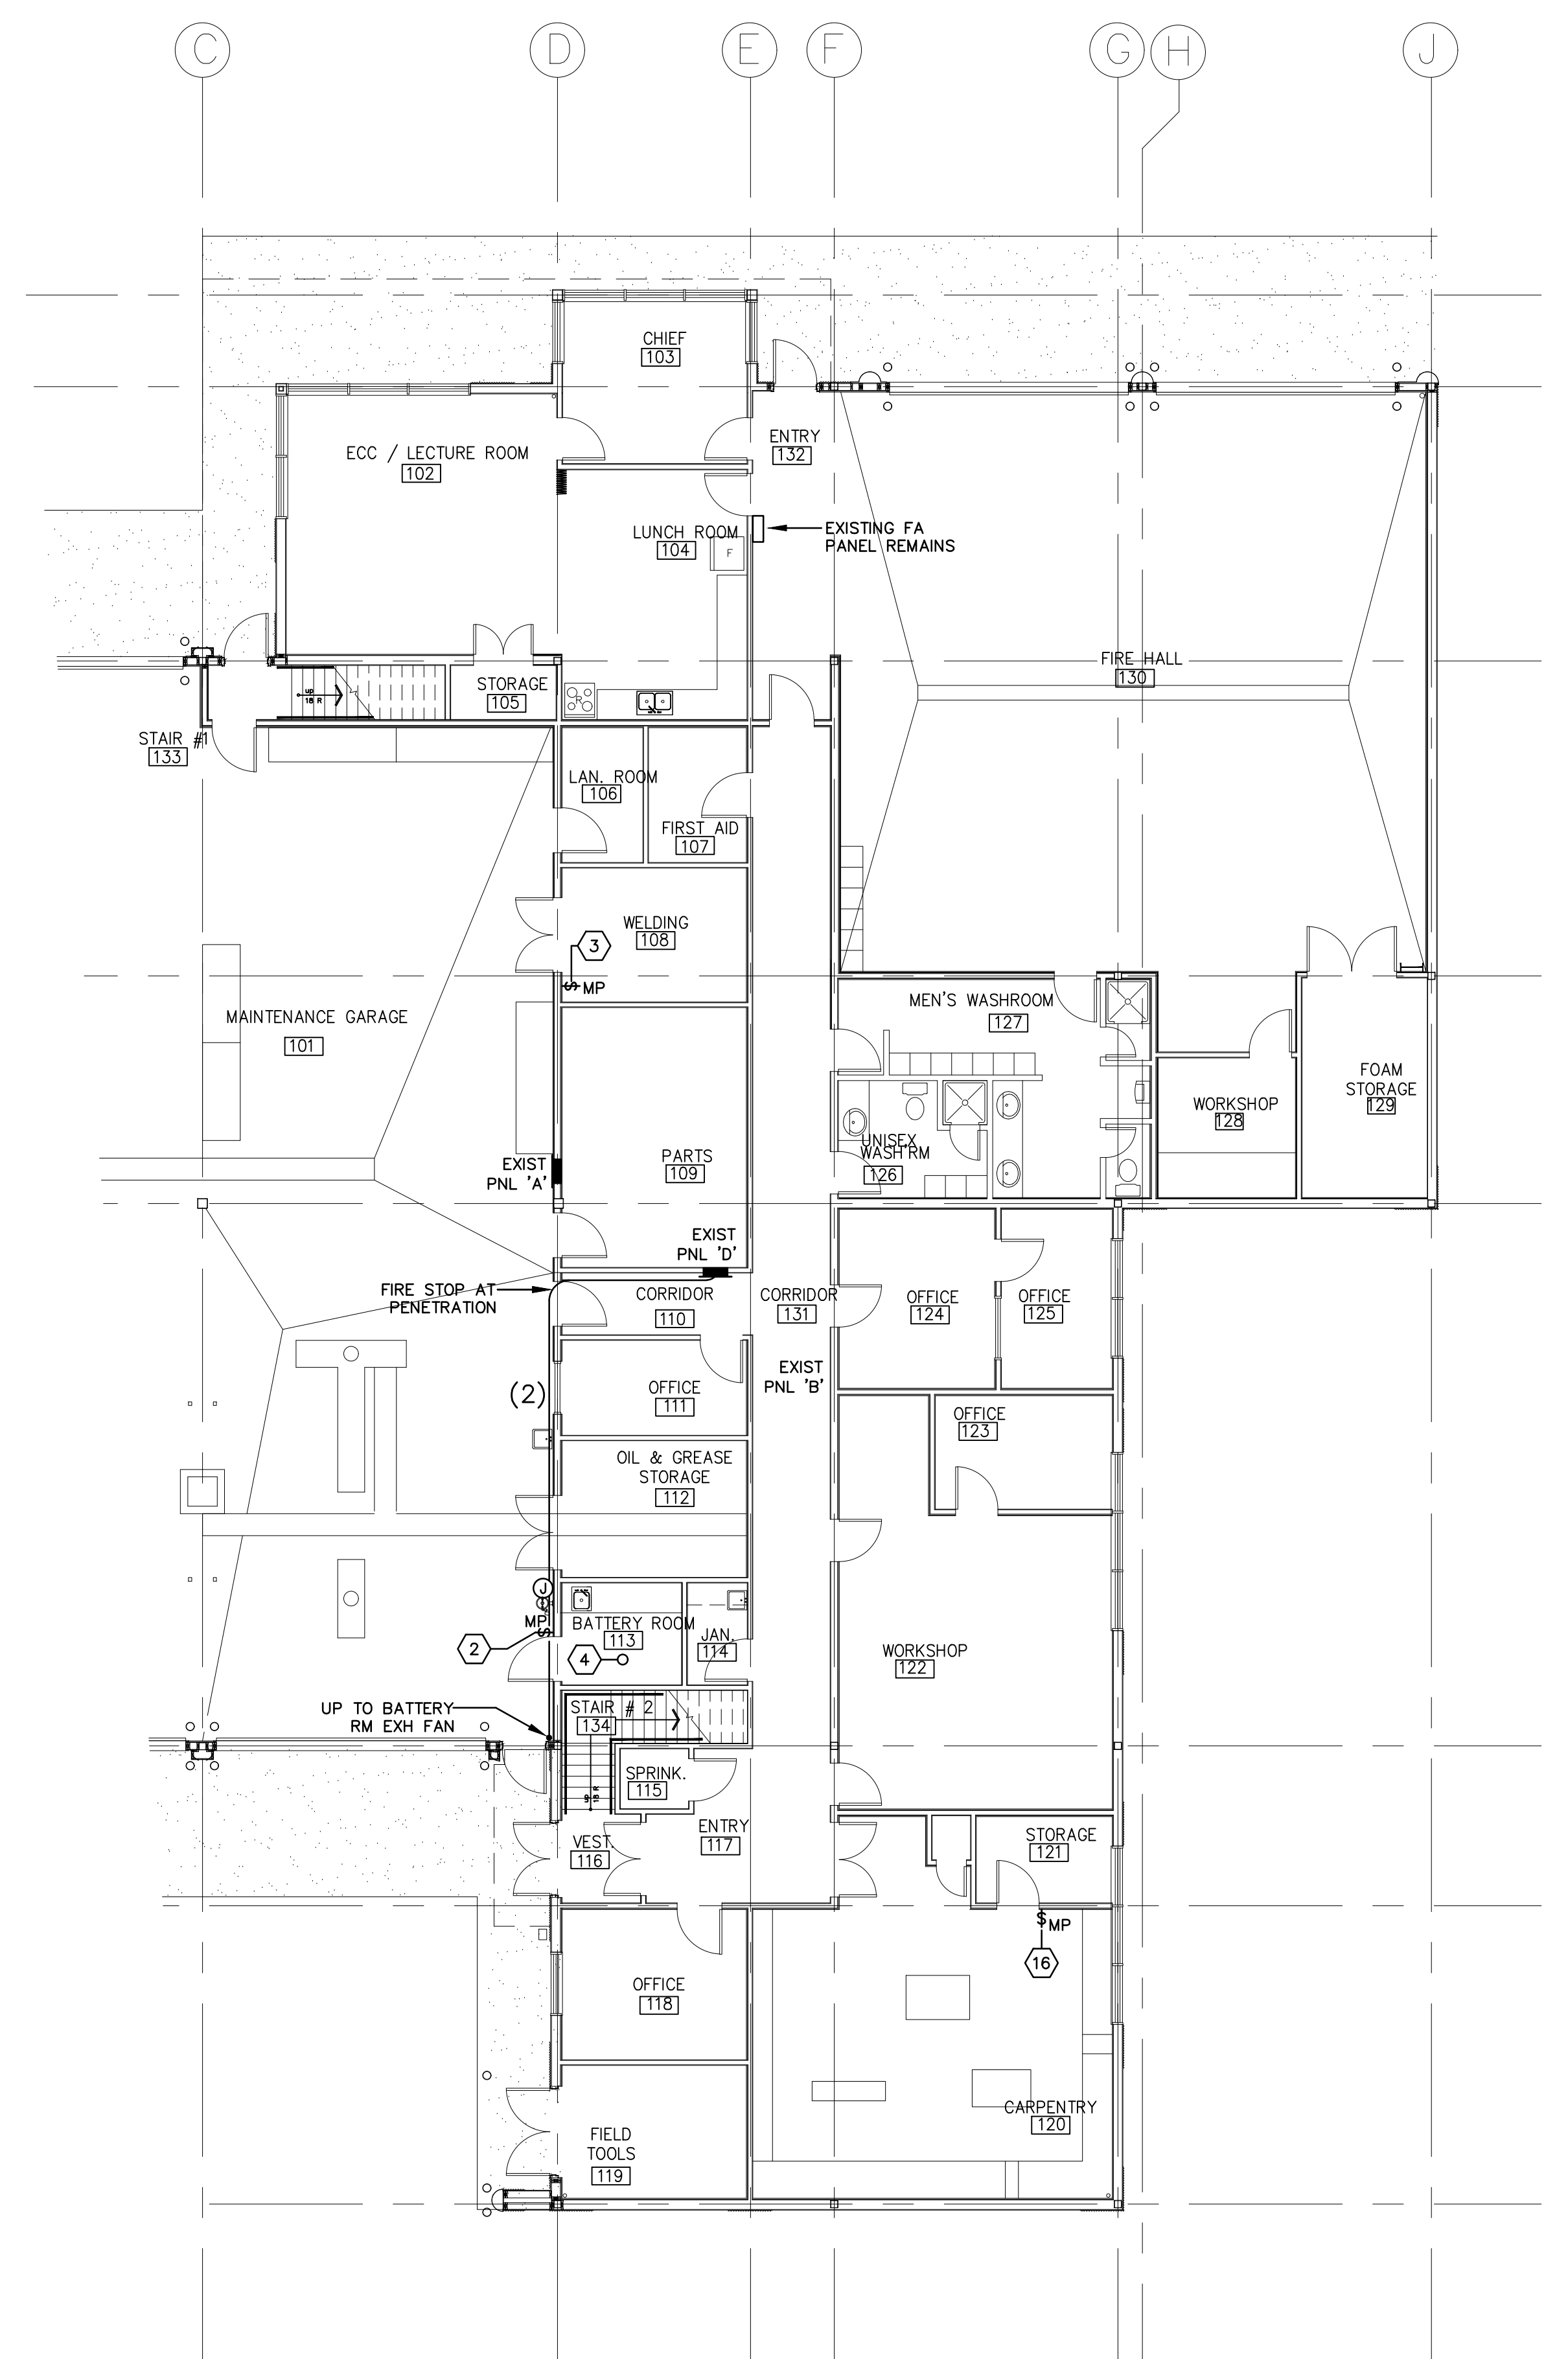 C
D
E
F
G
H
J
CHIEF
103
ENTRY
132
ECC / LECTURE ROOM
102
EXISTING FA
PANEL REMAINS
LUNCH ROOM
104
F
FIRE HALL
130
up
18 R
STORAGE
105
R
STAIR #1
133
LAN. ROOM
106
FIRST AID
107
WELDING
108
3
MP
MAINTENANCE GARAGE
101
MEN'S WASHROOM
127
FOAM
STORAGE
129
WORKSHOP
128
UNISEX
WASH'RM
126
PARTS
109
EXIST
PNL 'A'
EXIST
PNL 'D'
FIRE STOP AT
PENETRATION
CORRIDOR
110
CORRIDOR
131
OFFICE
124
OFFICE
125
EXIST
PNL 'B'
(2)
OFFICE
111
OFFICE
123
OIL & GREASE
STORAGE
112
J
MP
$
2
BATTERY ROOM
113
4
JAN.
114
WORKSHOP
122
UP TO BATTERY
RM EXH FAN
STAIR # 2
134
SPRINK.
115
up
18 R
ENTRY
117
VEST.
116
STORAGE
121
$ MP
16
OFFICE
118
CARPENTRY
120
FIELD
TOOLS
119